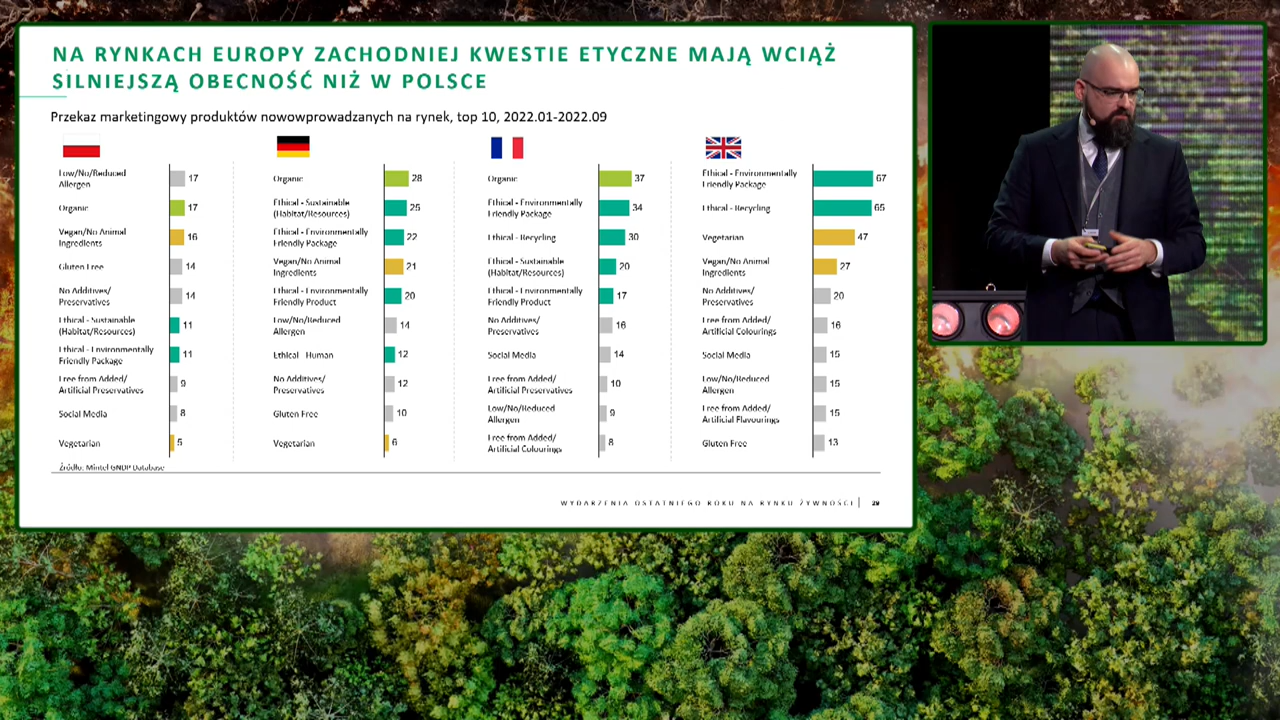 NA RYNKACH EUROPY ZACHODNIEJ KWESTIE ETYCZNE MAJĄ WCIĄŻ
SILNIEJSZĄ OBECNOŚĆ NIŻ W POLSCE
Przekaz marketingowy produktów nowowprowadzanych na rynek, top 10, 2022.01-2022.09
Low/No/Reduced
Allergen
17
Organic
17
Vegan/No Animal
Ingredients
16
Gluten Free
14
No Additives/
Preservatives
14
Ethical - Sustainable
(Habitat/Resources)
11
Ethical - Environmentally
Friendly Package
11
Free from Added/
Artificial Preservatives
9
Social Media
8
Vegetarian
5
Organic
28
Ethical - Sustainable
(Habitat/Resources)
25
Ethical - Environmentally
Friendly Package
22
Vegan/No Animal
Ingredients
21
Ethical - Environmentally
Friendly Product
20
Low/No/Reduced
Allergen
14
Ethical - Human
12
No Additives/
Preservatives
12
Gluten Free
10
Vegetarian
6
Organic
37
Ethical - Environmentally
Friendly Package
34
Ethical - Recycling
30
Ethical - Sustainable
(Habitat/Resources)
20
Ethical - Environmentally
Friendly Product
17
No Additives/
Preservatives
16
Social Media
14
Free from Added/
Artificial Preservatives
10
Low/No/Reduced
Allergen
9
Free from Added/
Artificial Colourings
8
Ethical - Environmentally
Friendly Package
67
Ethical - Recycling
65
Vegetarian
47
Vegan/No Animal
Ingredients
27
No Additives/
Preservatives
20
Free from Added/
Artificial Colourings
16
Social Media
15
Low/No/Reduced
Allergen
15
Free from Added/
Artificial Flavourings
15
Gluten Free
13
Źródło: Mintel GNPD Database
WYDARZENIA OSTATNIEGO ROKU NA RYNKU ŻYWNOŚCI | 29